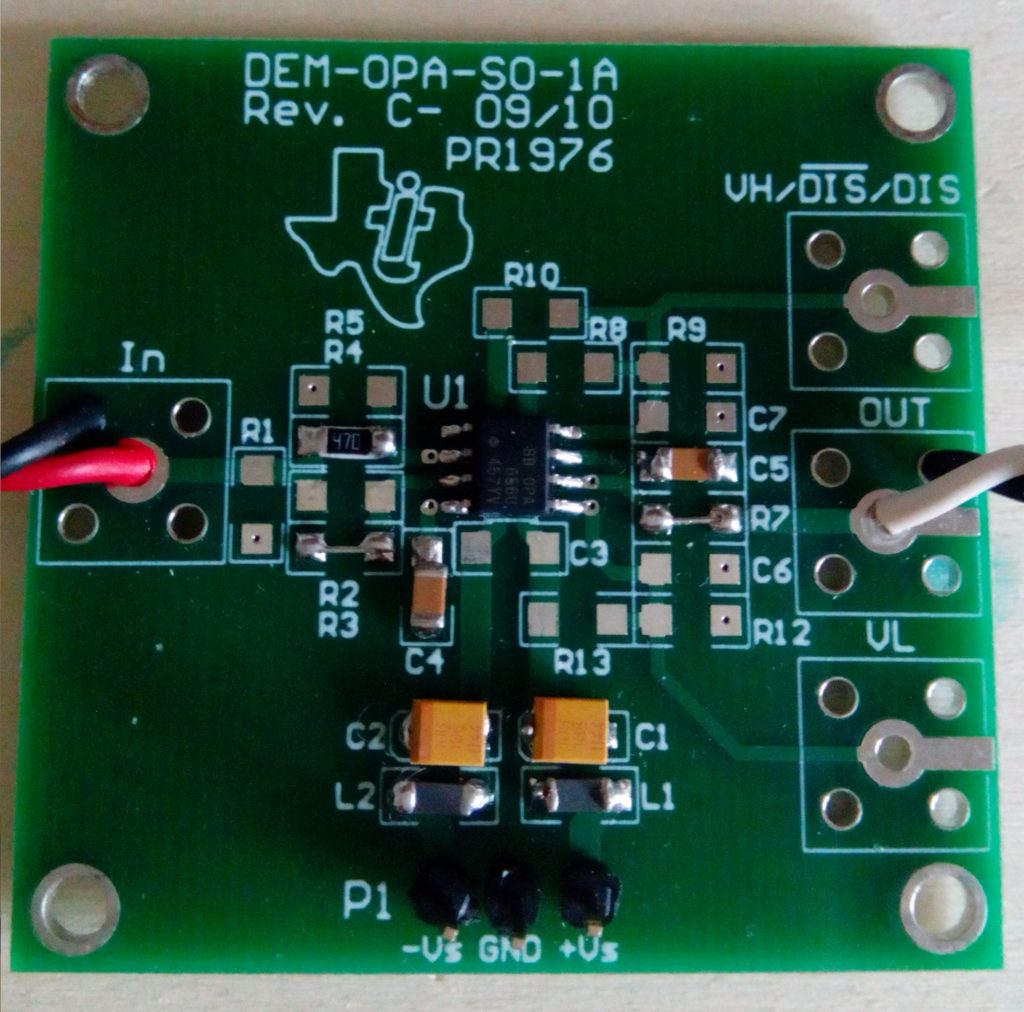 DEM-OPA-SO-1A
Rev. C- 09/10
PR1976
VH/DIS/DIS
R10
R5
R4
R8
R9
In
U1
C7
OUT
R1
470
BB OPA
C5
R7
C3
C6
R2
R3
C4
R13
R12
VL
C2
C1
L2
L1
P1
-Vs GND +Vs